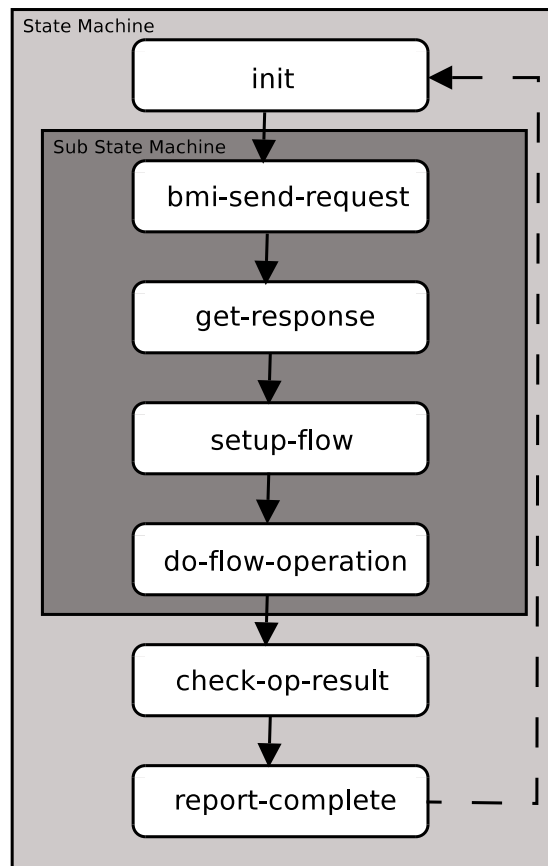 State Machine
init
Sub State Machine
bmi-send-request
get-response
setup-flow
do-flow-operation
check-op-result
report-complete